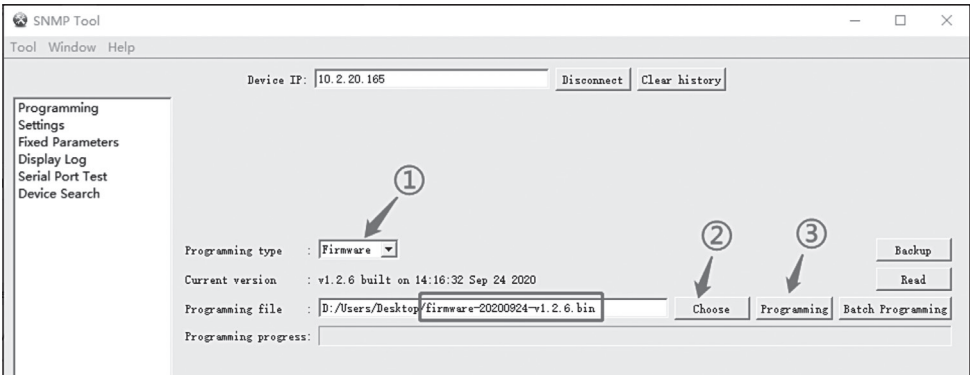 SNMP Tool
Tool Window Help
Device IP: 10.2.20.165 Disconnect Clear history
Programming
Settings
Fixed Parameters
Display Log
Serial Port Test
Device Search
①
②
③
Programming type : Firmware Backup
Current version : v1.2.6 built on 14:16:32 Sep 24 2020 Read
Programming file : D:/Users/Desktop/firmware-20200924-v1.2.6.bin Choose Programming Batch Programming
Programming progress: